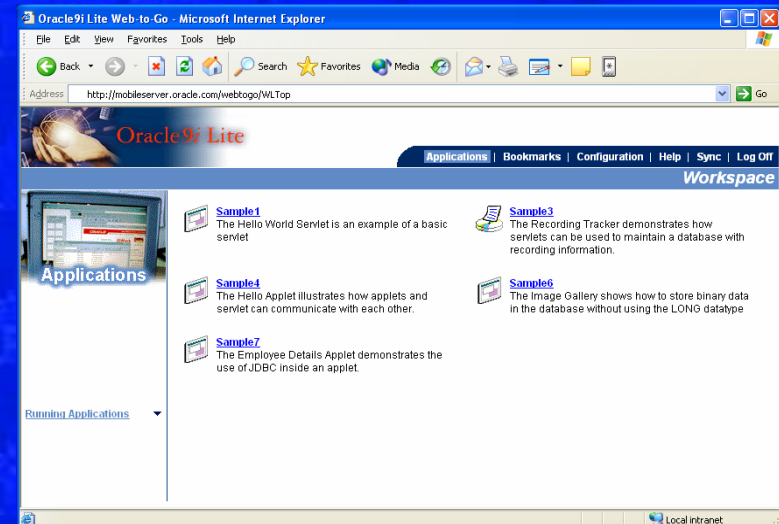 Oracle9i Lite Web-to-Go - Microsoft Internet Explorer
File Edit View Favorites Tools Help
Back Search Favorites Media
Address http://mobileserver.oracle.com/webtogo/WLTop Go
Oracle9i Lite
Applications | Bookmarks | Configuration | Help | Sync | Log Off
Workspace
Applications
Sample1
The Hello World Servlet is an example of a basic
servlet
Sample3
The Recording Tracker demonstrates how
servlets can be used to maintain a database with
recording information.
Sample4
The Hello Applet illustrates how applets and
servlet can communicate with each other.
Sample6
The Image Gallery shows how to store binary data
in the database without using the LONG datatype
Sample7
The Employee Details Applet demonstrates the
use of JDBC inside an applet.
Running Applications
Local intranet